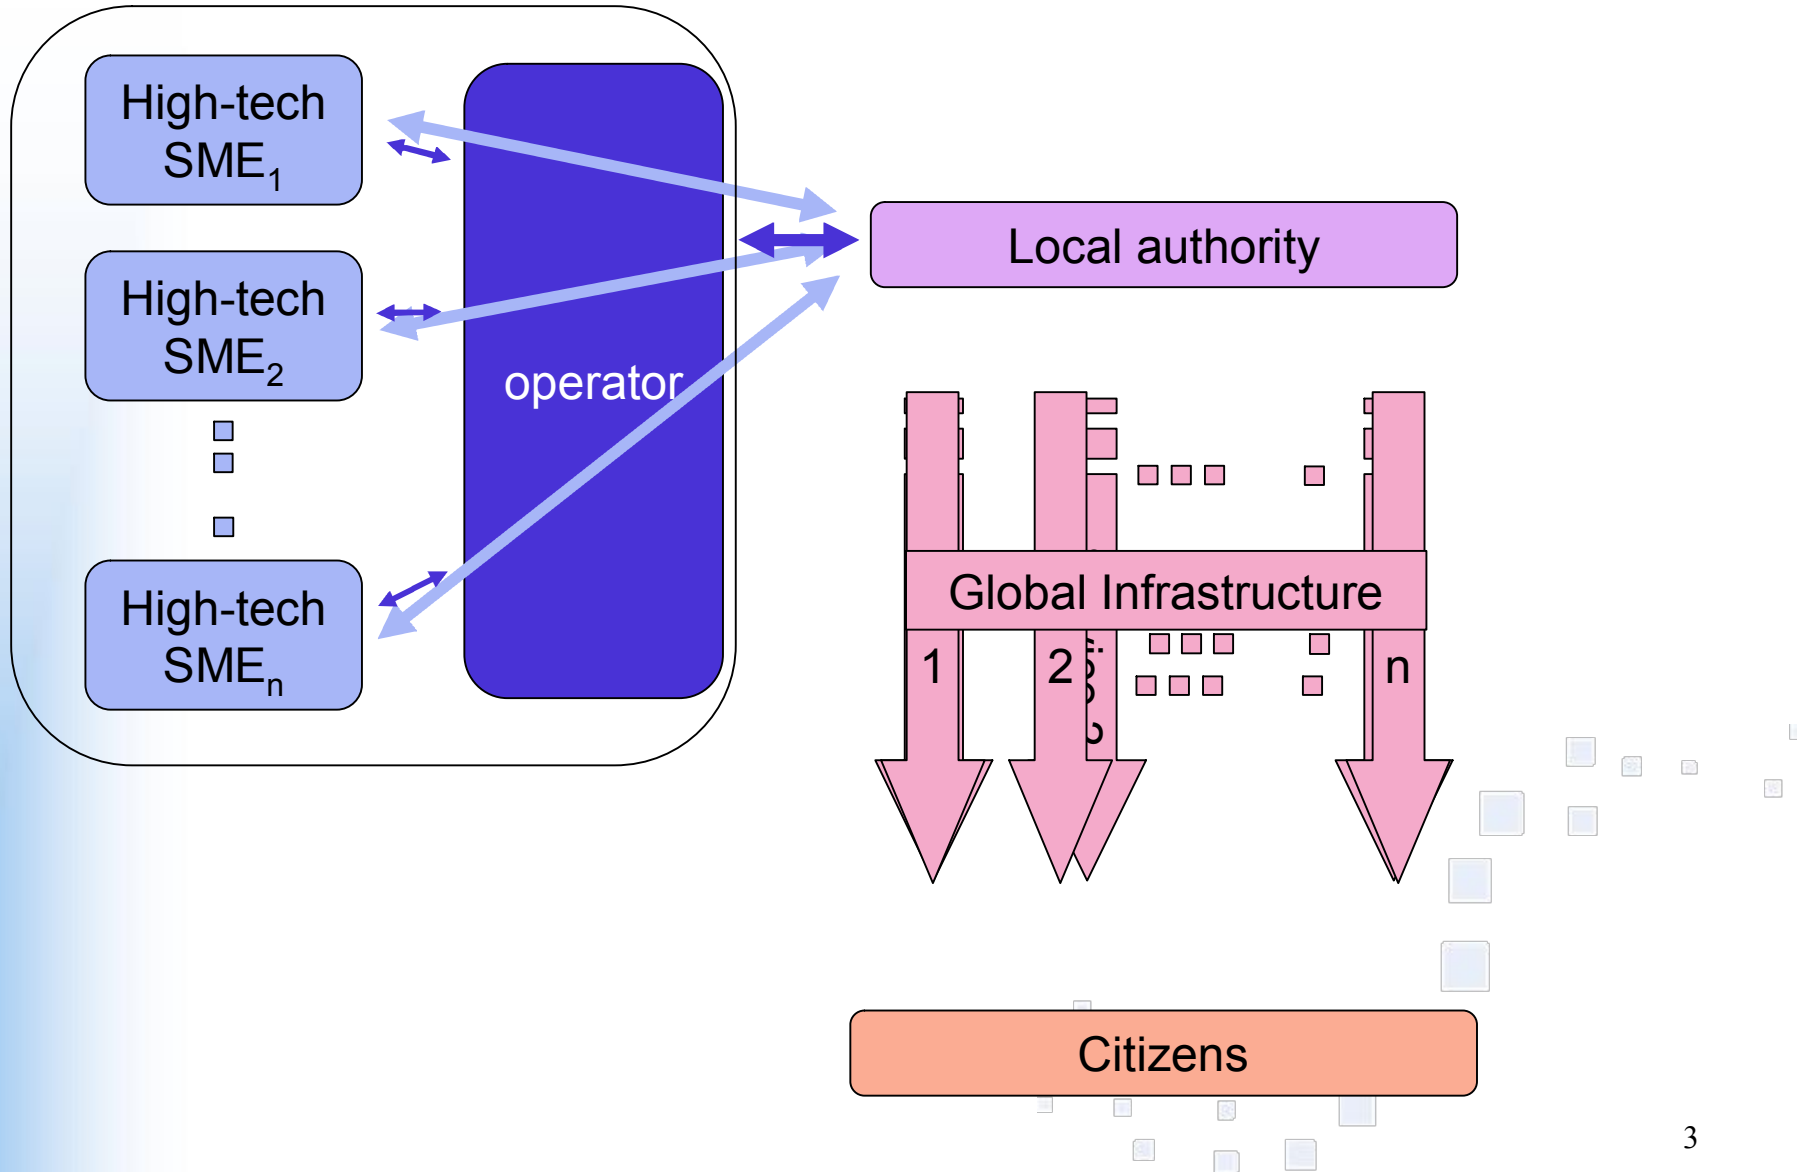 High-tech
SME1
High-tech
SME2
High-tech
SMEn
operator
Local authority
Global Infrastructure
1
2
n
Citizens
3